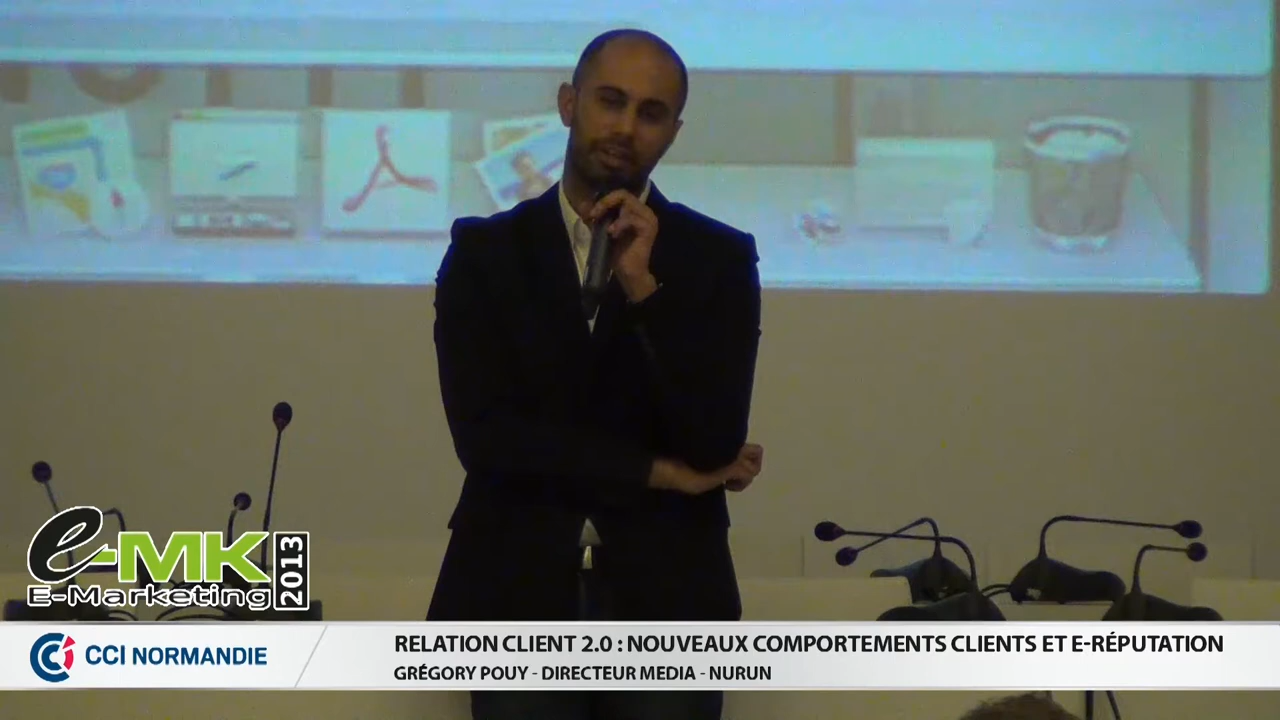 e-MK
E-Marketing
2013
CCI NORMANDIE
RELATION CLIENT 2.0 : NOUVEAUX COMPORTEMENTS CLIENTS ET E-RÉPUTATION
GRÉGORY POUY - DIRECTEUR MEDIA - NURUN